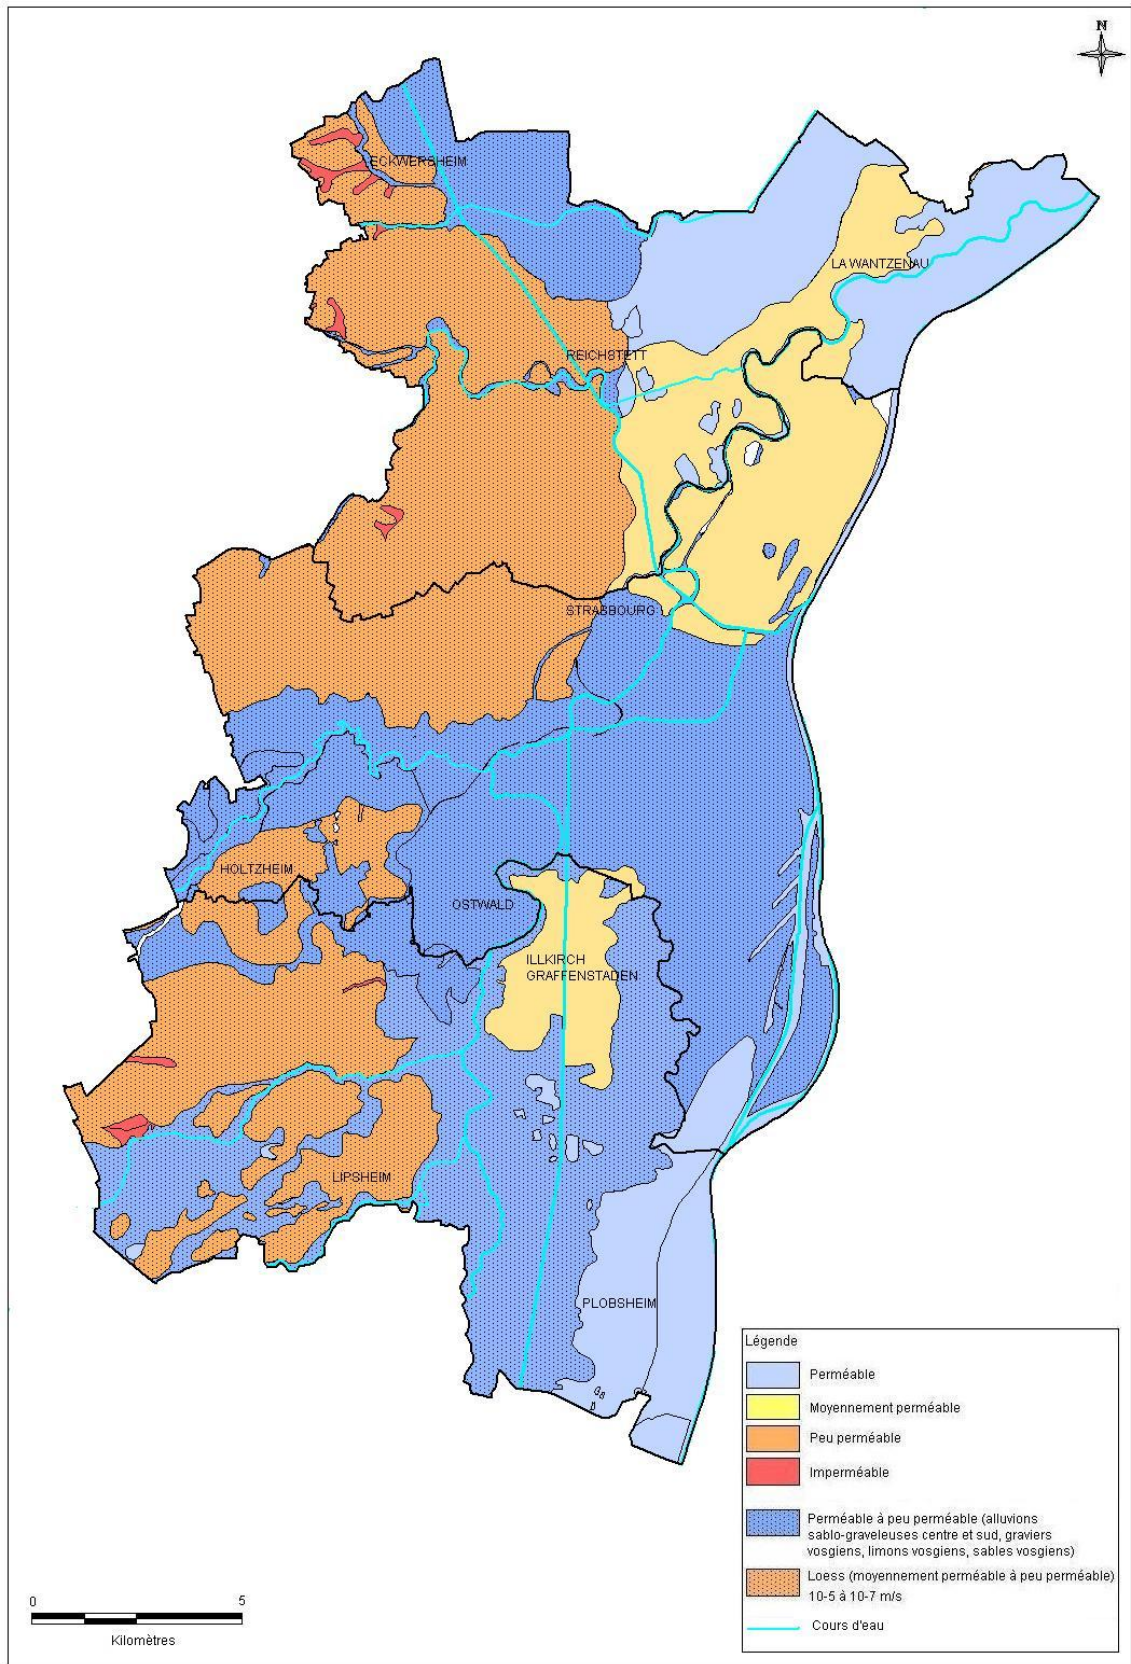 N
ECKWERSHEIM
LA WANTZENAU
REICHSTETT
STRASBOURG
HOLTZHEIM
OSTWALD
ILLKIRCH
GRAFFENSTADEN
LIPSHEIM
PLOBSHEIM
Légende
Perméable
Moyennement perméable
Peu perméable
Imperméable
Perméable à peu perméable (alluvions
sablo-graveleuses centre et sud, graviers
vosgiens, limons vosgiens, sables vosgiens)
Loess (moyennement perméable à peu perméable)
10-5 à 10-7 m/s
Cours d'eau
0 5
Kilomètres